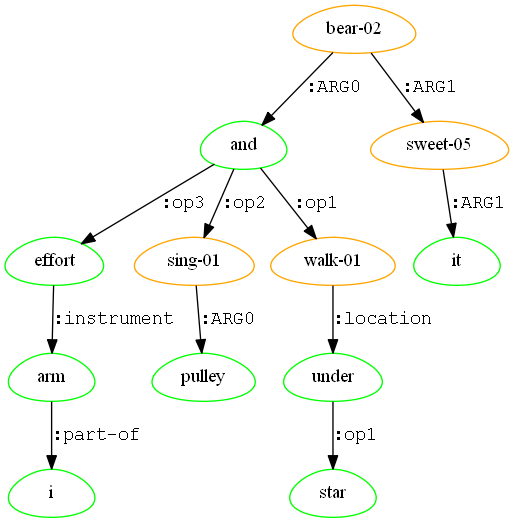 bear-02
:ARG0 :ARG1
and sweet-05
:op3 :op2 :op1 :ARG1
effort sing-01 walk-01 it
:instrument :ARG0 :location
arm pulley under
:part-of :op1
i star